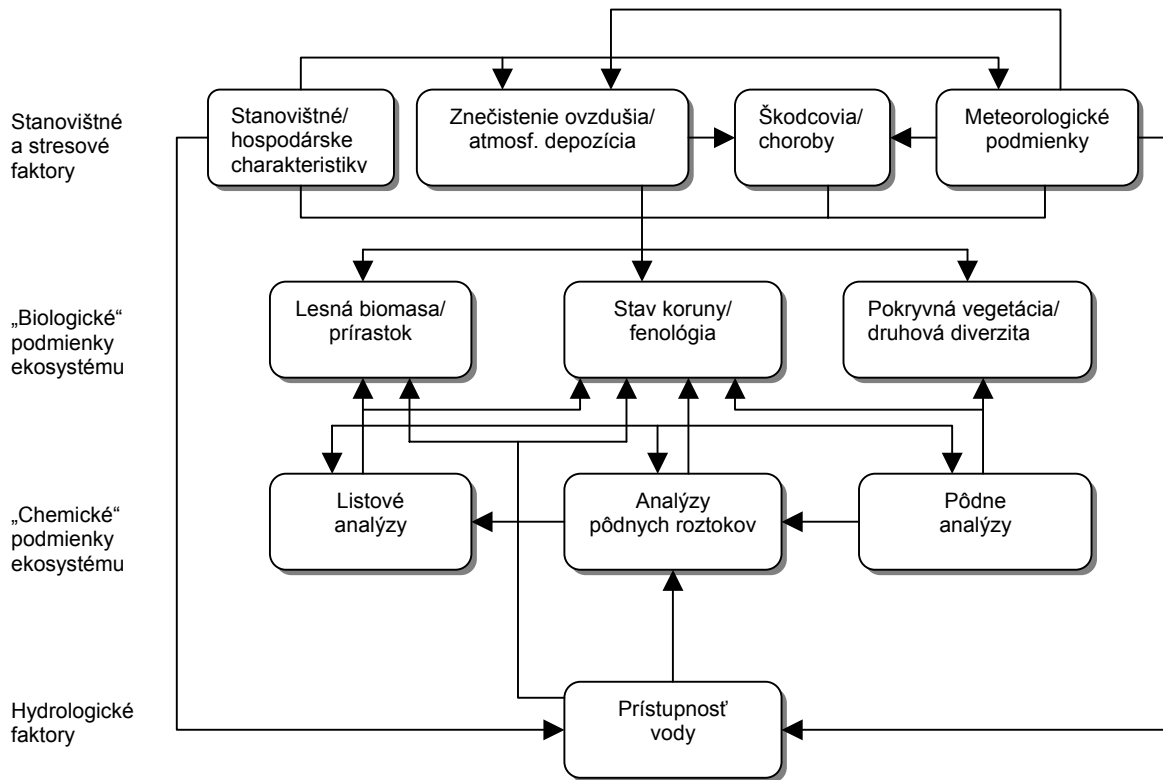 Stanovištné
a stresové
faktory
Stanovištné/
hospodárske
charakteristiky
Znečistenie ovzdušia/
atmosf. depozícia
Škodcovia/
choroby
Meteorologické
podmienky
„Biologické“
podmienky
ekosystému
Lesná biomasa/
prírastok
Stav koruny/
fenológia
Pokryvná vegetácia/
druhová diverzita
„Chemické“
podmienky
ekosystému
Listové
analýzy
Analýzy
pôdnych roztokov
Pôdne
analýzy
Hydrologické
faktory
Prístupnosť
vody